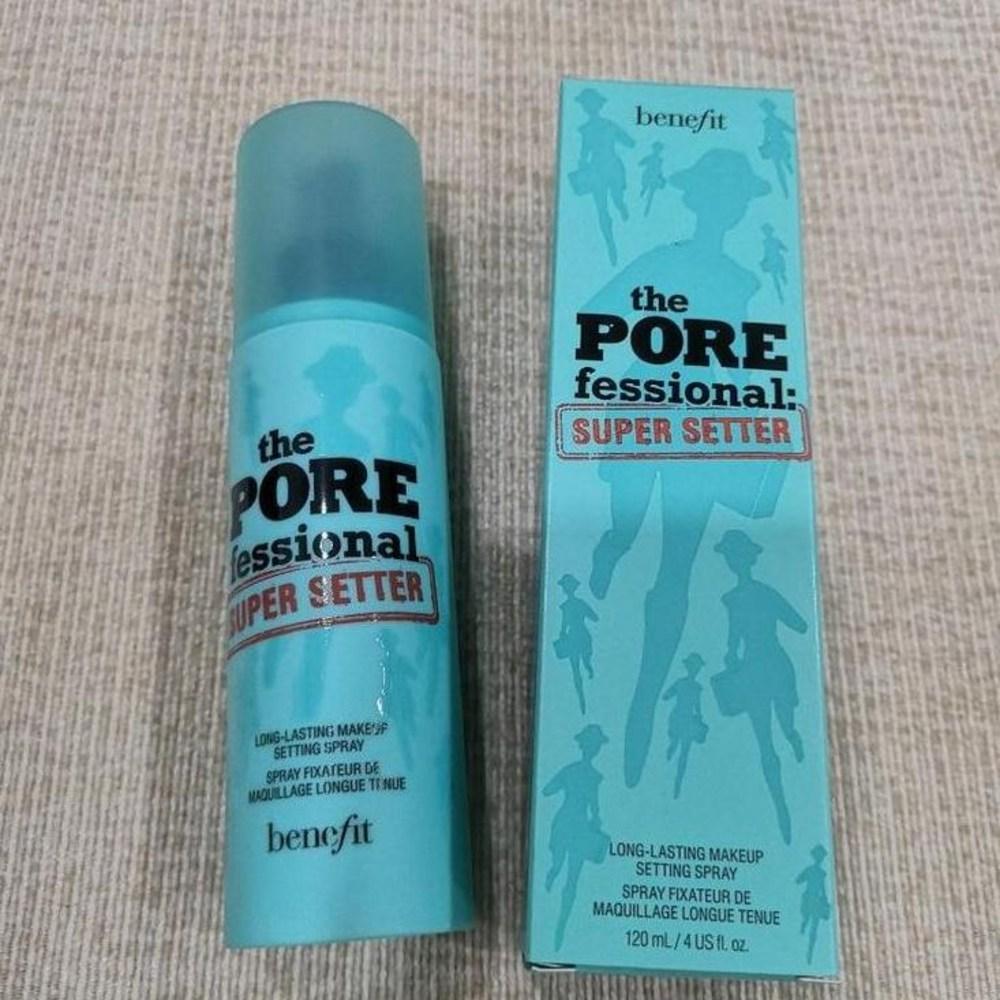 the
PORE
fessional
SUPER SETTER
LONG-LASTING MAKEUP
SETTING SPRAY
SPRAY FIXATEUR DE
MAQUILLAGE LONGUE TENUE
benefit
benefit
the
PORE
fessional:
SUPER SETTER
LONG-LASTING MAKEUP
SETTING SPRAY
SPRAY FIXATEUR DE
MAQUILLAGE LONGUE TENUE
120 mL / 4 US fl. oz.